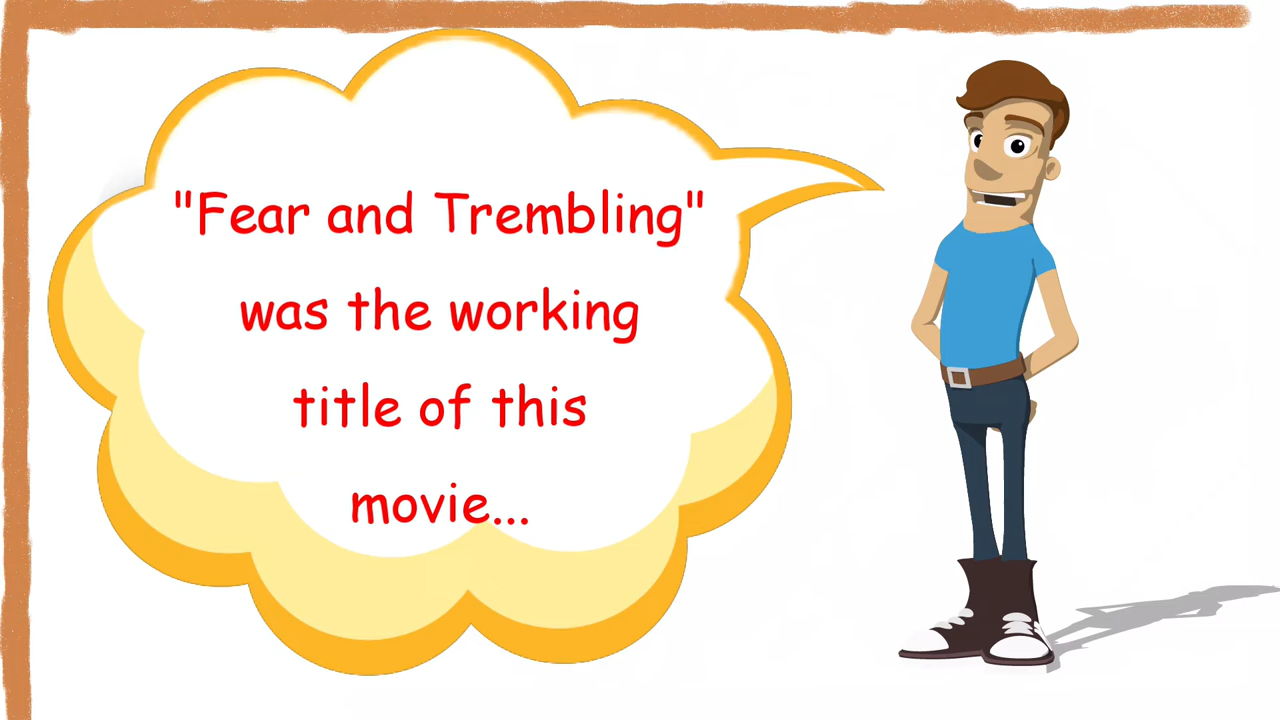 "Fear and Trembling"
was the working
title of this
movie...